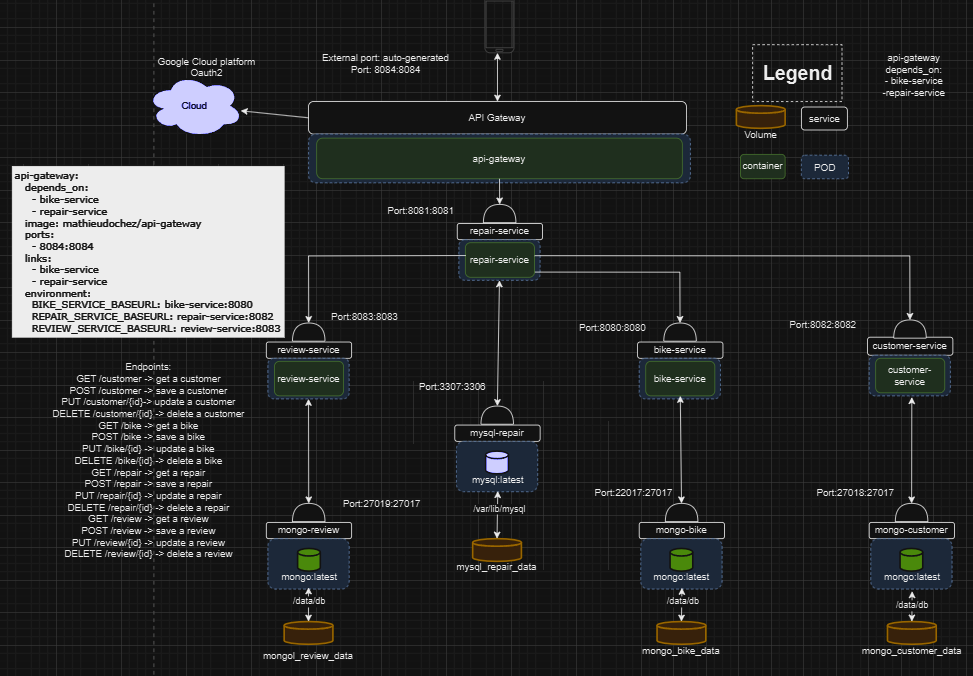 External port: auto-generated
Port: 8084:8084
Google Cloud platform
Oauth2
Cloud
API Gateway
api-gateway
Legend
Volume
service
container
POD
api-gateway
depends_on:
- bike-service
-repair-service
api-gateway:
depends_on:
- bike-service
- repair-service
image: mathieudochez/api-gateway
ports:
- 8084:8084
links:
- bike-service
- repair-service
environment:
BIKE_SERVICE_BASEURL: bike-service:8080
REPAIR_SERVICE_BASEURL: repair-service:8082
REVIEW_SERVICE_BASEURL: review-service:8083
Port:8081:8081
repair-service
repair-service
Port:8083:8083
review-service
review-service
Port:8080:8080
bike-service
bike-service
Port:8082:8082
customer-service
customer-
service
Endpoints:
GET /customer -> get a customer
POST /customer -> save a customer
PUT /customer/{id}-> update a customer
DELETE /customer/{id} -> delete a customer
GET /bike -> get a bike
POST /bike -> save a bike
PUT /bike/{id} -> update a bike
DELETE /bike/{id} -> delete a bike
GET /repair -> get a repair
POST /repair -> save a repair
PUT /repair/{id} -> update a repair
DELETE /repair/{id} -> delete a repair
GET /review -> get a review
POST /review -> save a review
PUT /review/{id} -> update a review
DELETE /review/{id} -> delete a review
Port:3307:3306
mysql-repair
mysql:latest
/var/lib/mysql
mysql_repair_data
Port:27019:27017
mongo-review
mongo:latest
/data/db
mongol_review_data
Port:22017:27017
mongo-bike
mongo:latest
/data/db
mongo_bike_data
Port:27018:27017
mongo-customer
mongo:latest
/data/db
mongo_customer_data